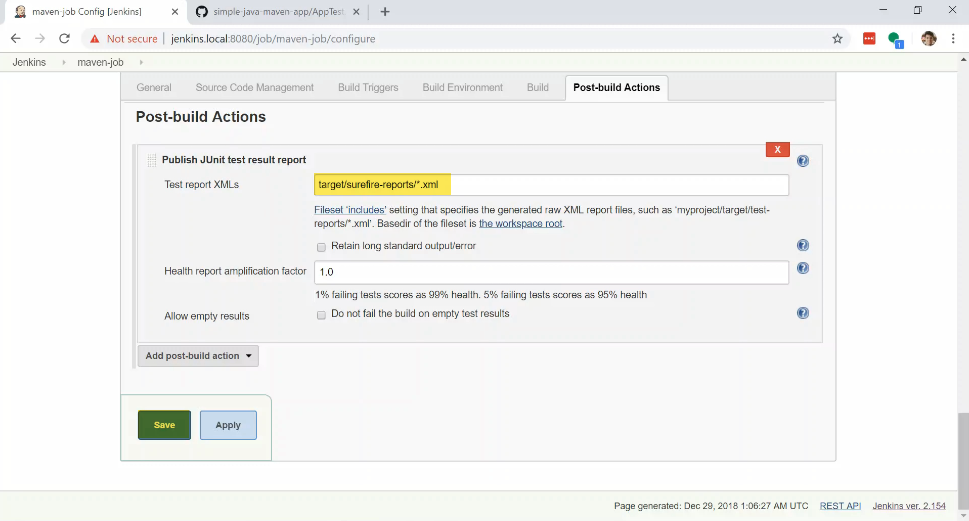 maven-job Config [Jenkins]
simple-java-maven-app/AppTest
Not secure
jenkins.local:8080/job/maven-job/configure
1
Jenkins
maven-job
General
Source Code Management
Build Triggers
Build Environment
Build
Post-build Actions
Post-build Actions
X
Publish JUnit test result report
?
Test report XMLs
target/surefire-reports/*.xml
Fileset 'includes' setting that specifies the generated raw XML report files, such as 'myproject/target/test-
reports/*.xml'. Basedir of the fileset is the workspace root.
Retain long standard output/error
?
Health report amplification factor
1.0
?
1% failing tests scores as 99% health. 5% failing tests scores as 95% health
Allow empty results
Do not fail the build on empty test results
?
Add post-build action
Save
Apply
Page generated: Dec 29, 2018 1:06:27 AM UTC
REST API
Jenkins ver. 2.154